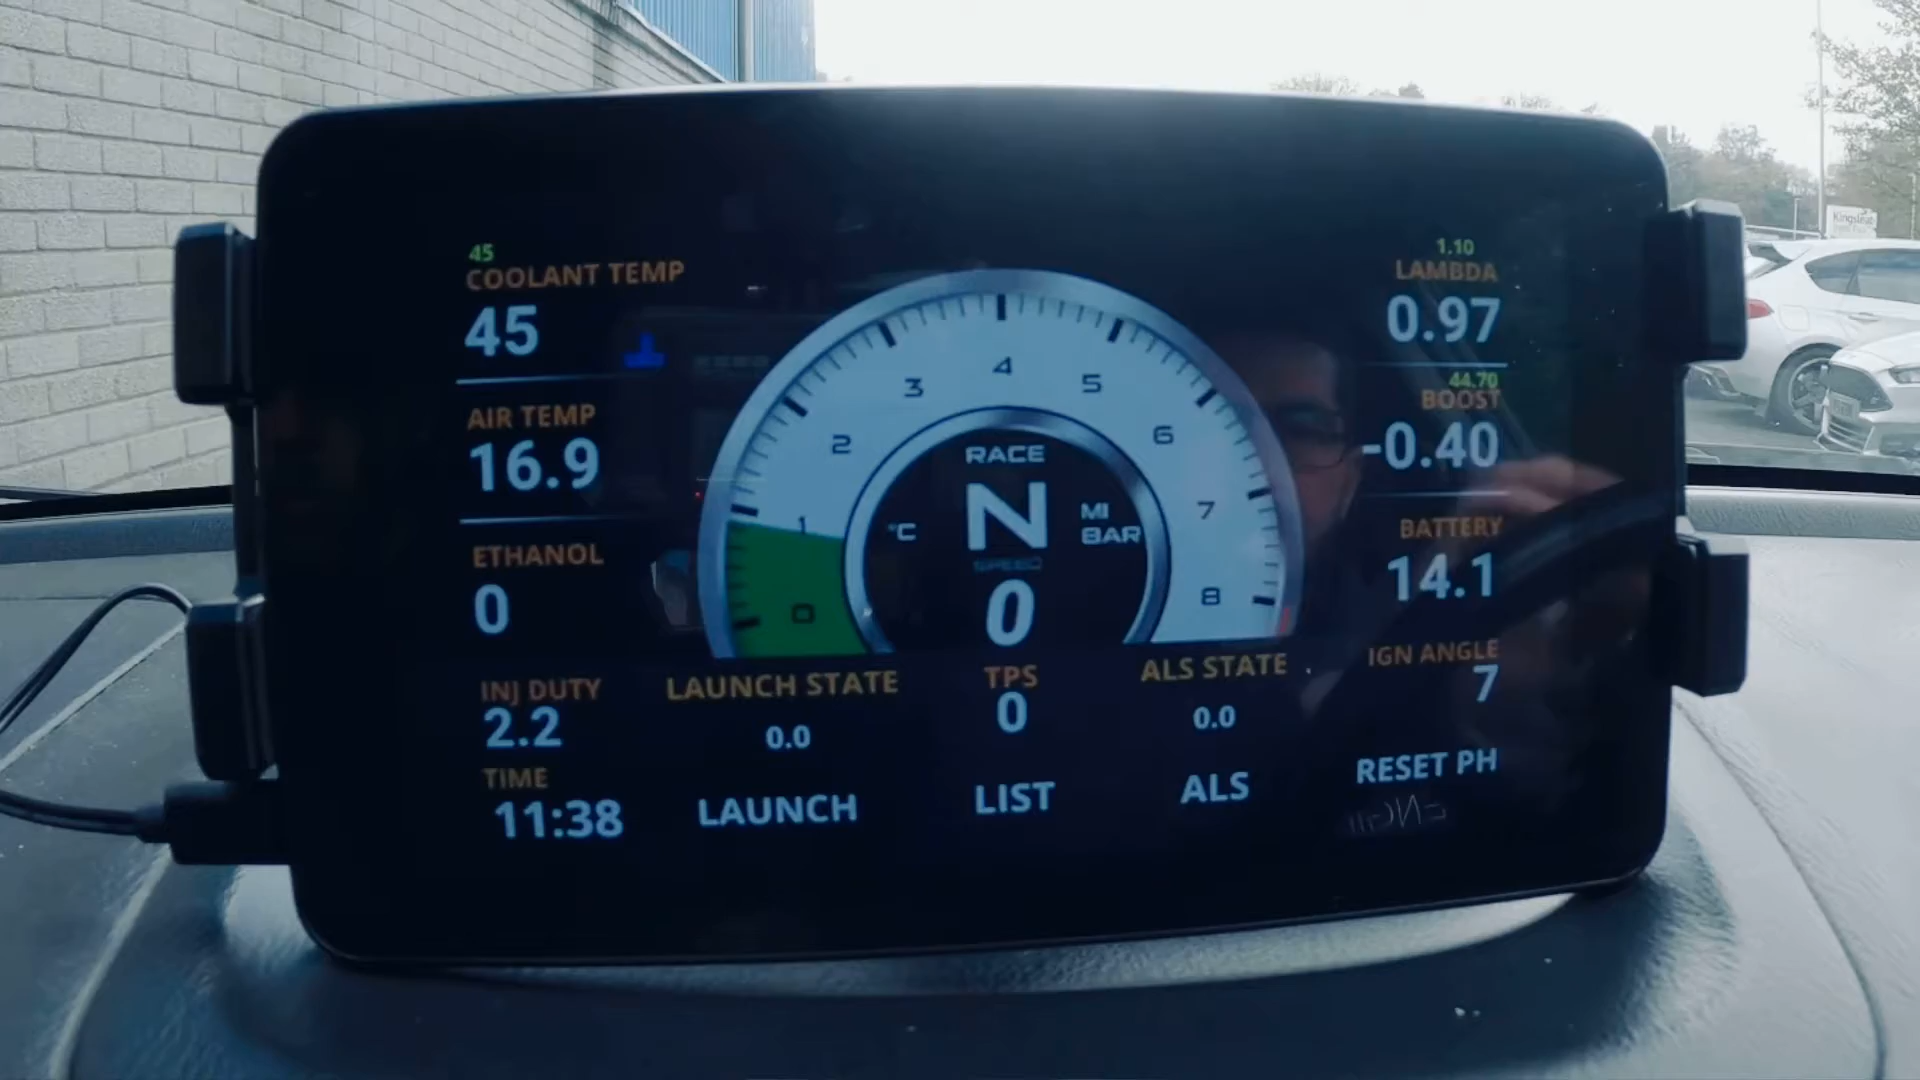 45
COOLANT TEMP
45
AIR TEMP
16.9
ETHANOL
0
INJ DUTY
2.2
TIME
11:38
0
1
2
3
4
5
6
7
8
RACE
N
°C
MI
BAR
SPEED
0
LAUNCH STATE
0.0
LAUNCH
TPS
0
LIST
ALS STATE
0.0
ALS
1.10
LAMBDA
0.97
44.70
BOOST
-0.40
BATTERY
14.1
IGN ANGLE
7
RESET PH